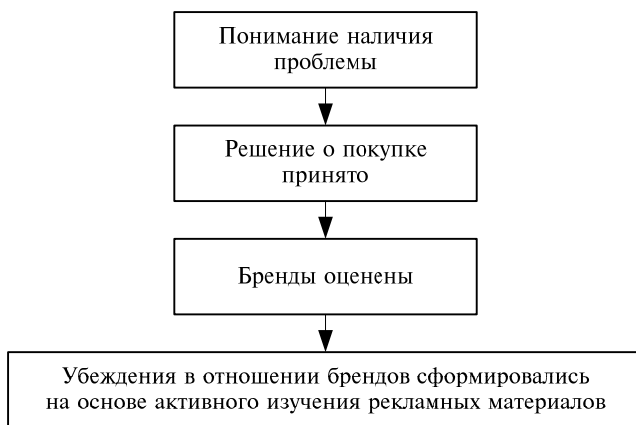 Понимание наличия
проблемы
Решение о покупке
принято
Бренды оценены
Убеждения в отношении брендов сформировались
на основе активного изучения рекламных материалов